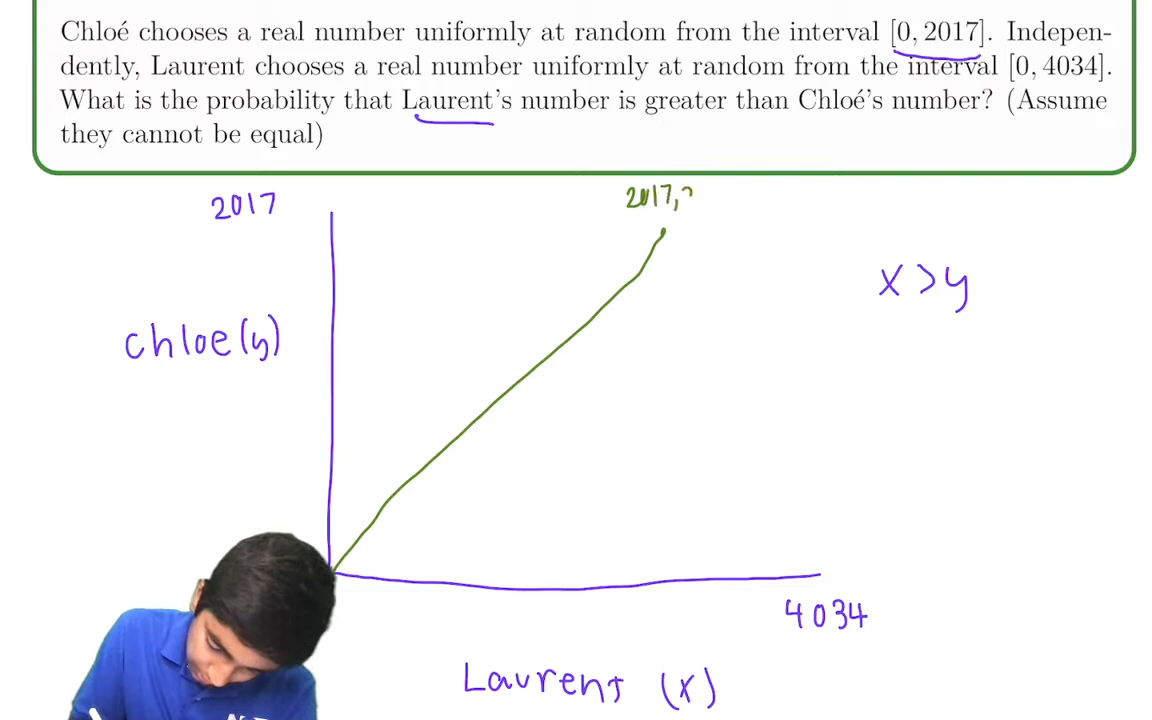 Chloé chooses a real number uniformly at random from the interval [0, 2017]. Indepen-
dently, Laurent chooses a real number uniformly at random from the interval [0, 4034].
What is the probability that Laurent's number is greater than Chloé's number? (Assume
they cannot be equal)
2017
2017,
x > y
chloe (y)
4034
Laurent (x)